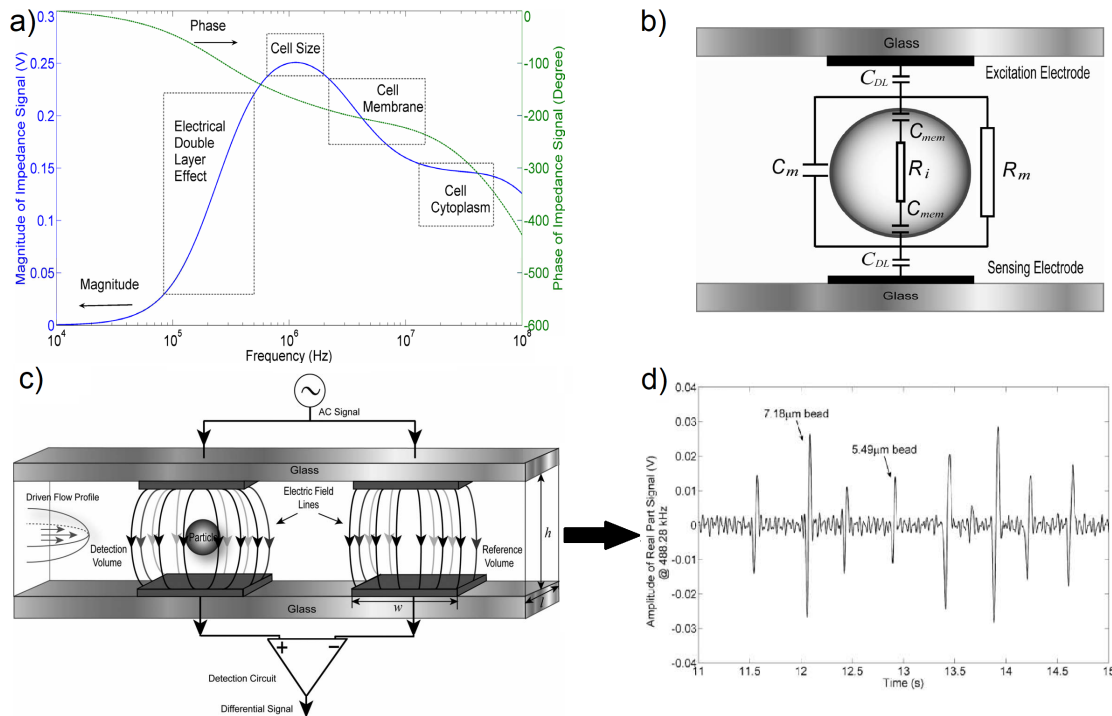 a)
0.3
0.25
0.2
0.15
0.1
0.05
0
Magnitude of Impedance Signal (V)
Phase
Cell Size
Cell
Membrane
Electrical
Double
Layer
Effect
Cell
Cytoplasm
Magnitude
10^4
10^5
10^6
10^7
10^8
Frequency (Hz)
0
-100
-200
-300
-400
-500
-600
Phase of Impedance Signal (Degree)
b)
Glass
C_DL
Excitation Electrode
C_mem
C_m
R_i
R_m
C_mem
C_DL
Sensing Electrode
Glass
c)
AC Signal
Glass
Driven Flow Profile
Electric Field
Lines
Particle
Detection
Volume
Reference
Volume
h
w
l
Glass
+
−
Detection Circuit
Differential Signal
d)
0.04
0.03
0.02
0.01
0
-0.01
-0.02
-0.03
-0.04
Amplitude of Real Part Signal (V)
@ 488.28 kHz
7.18μm bead
5.49μm bead
11
11.5
12
12.5
13
13.5
14
14.5
15
Time (s)